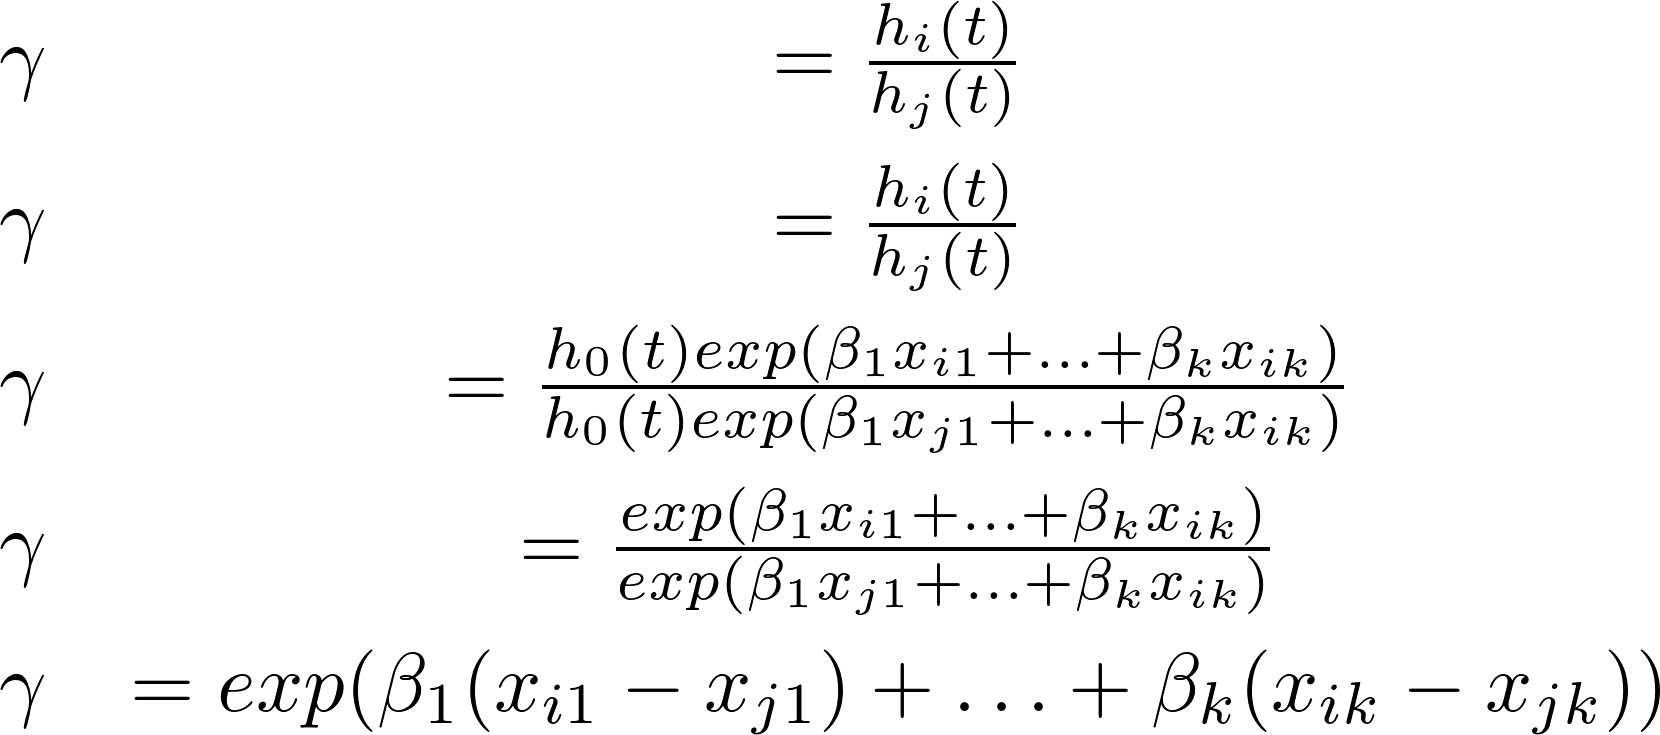 γ = h_i(t) / h_j(t)
γ = h_i(t) / h_j(t)
γ = h_0(t)exp(β_1x_{i1}+...+β_kx_{ik}) / h_0(t)exp(β_1x_{j1}+...+β_kx_{ik})
γ = exp(β_1x_{i1}+...+β_kx_{ik}) / exp(β_1x_{j1}+...+β_kx_{ik})
γ = exp(β_1(x_{i1} − x_{j1}) + ... + β_k(x_{ik} − x_{jk}))